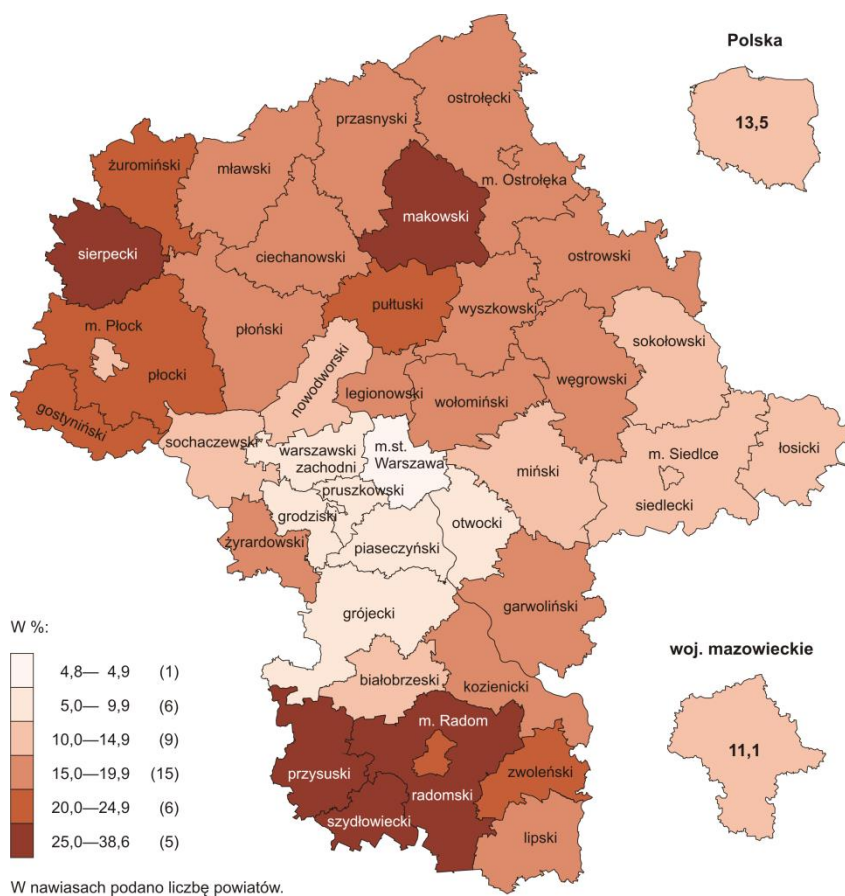 Polska
13,5
ostrołęcki
przasnyski
żuromiński
mławski
m. Ostrołęka
makowski
sierpecki
ciechanowski
ostrowski
pułtuski
wyszkowski
m. Płock
płoński
sokołowski
płocki
nowodworski
legionowski
wołomiński
węgrowski
gostyniński
sochaczewski
warszawski
zachodni
m.st.
Warszawa
miński
m. Siedlce
łosicki
siedlecki
pruszkowski
grodziski
otwocki
żyrardowski
piaseczyński
grójecki
garwoliński
białobrzeski
kozienicki
m. Radom
przysuski
radomski
zwoleński
szydłowiecki
lipski
woj. mazowieckie
11,1
W %:
4,8— 4,9 (1)
5,0— 9,9 (6)
10,0—14,9 (9)
15,0—19,9 (15)
20,0—24,9 (6)
25,0—38,6 (5)
W nawiasach podano liczbę powiatów.